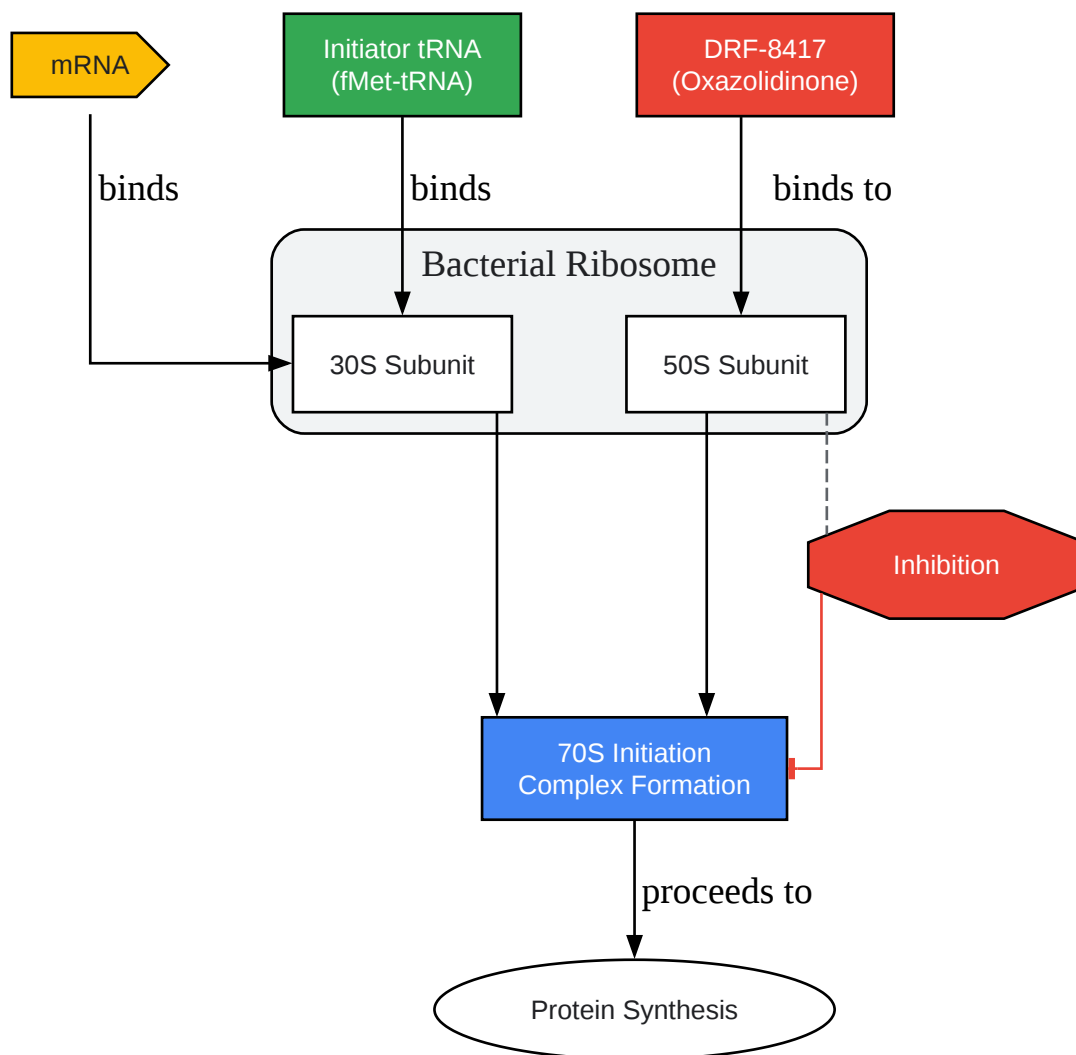 mRNA
Initiator tRNA
(fMet-tRNA)
DRF-8417
(Oxazolidinone)
binds
binds
binds to
Bacterial Ribosome
30S Subunit
50S Subunit
Inhibition
70S Initiation
Complex Formation
proceeds to
Protein Synthesis